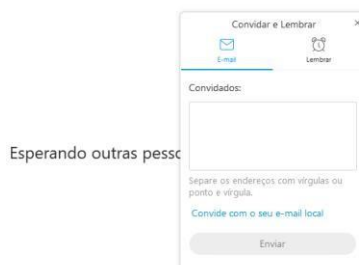 Convidar e Lembrar
E-mail
Lembrar
Convidados:
Esperando outras
Separe os endereços com vírgulas ou
ponto e vírgula.
Convide com o seu e-mail local
Enviar